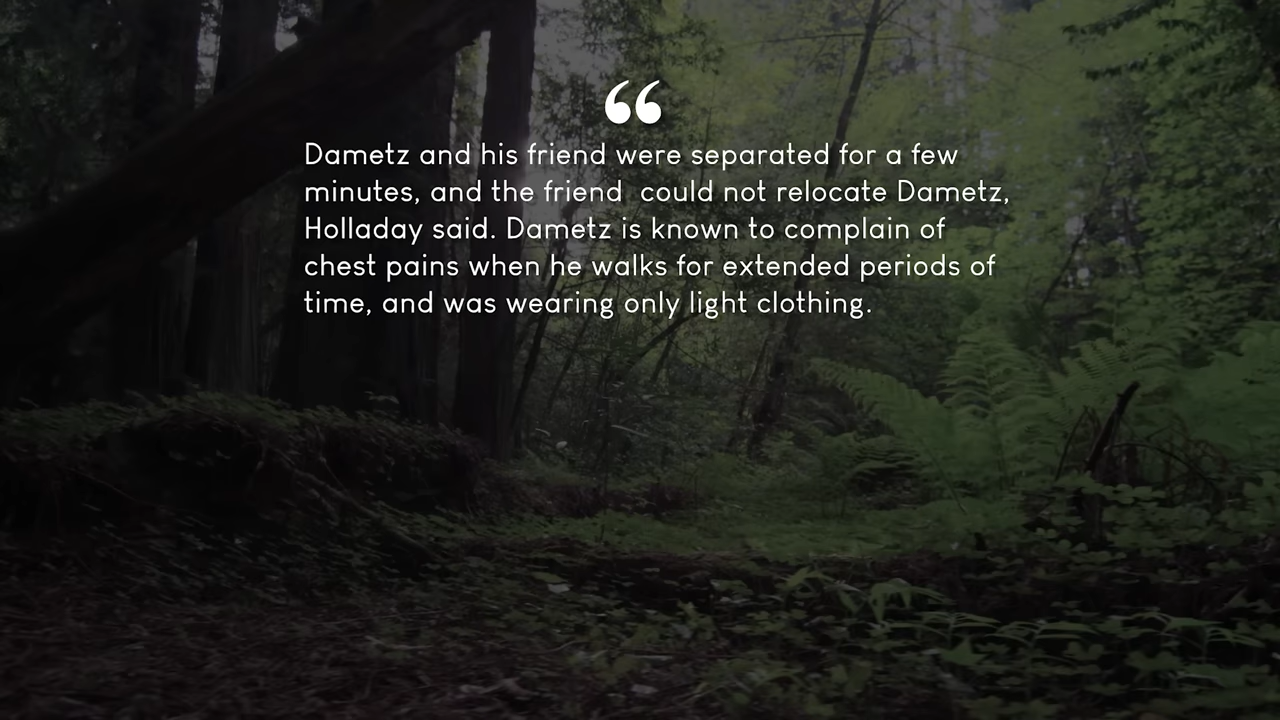 “
Dametz and his friend were separated for a few
minutes, and the friend  could not relocate Dametz,
Holladay said. Dametz is known to complain of
chest pains when he walks for extended periods of
time, and was wearing only light clothing.